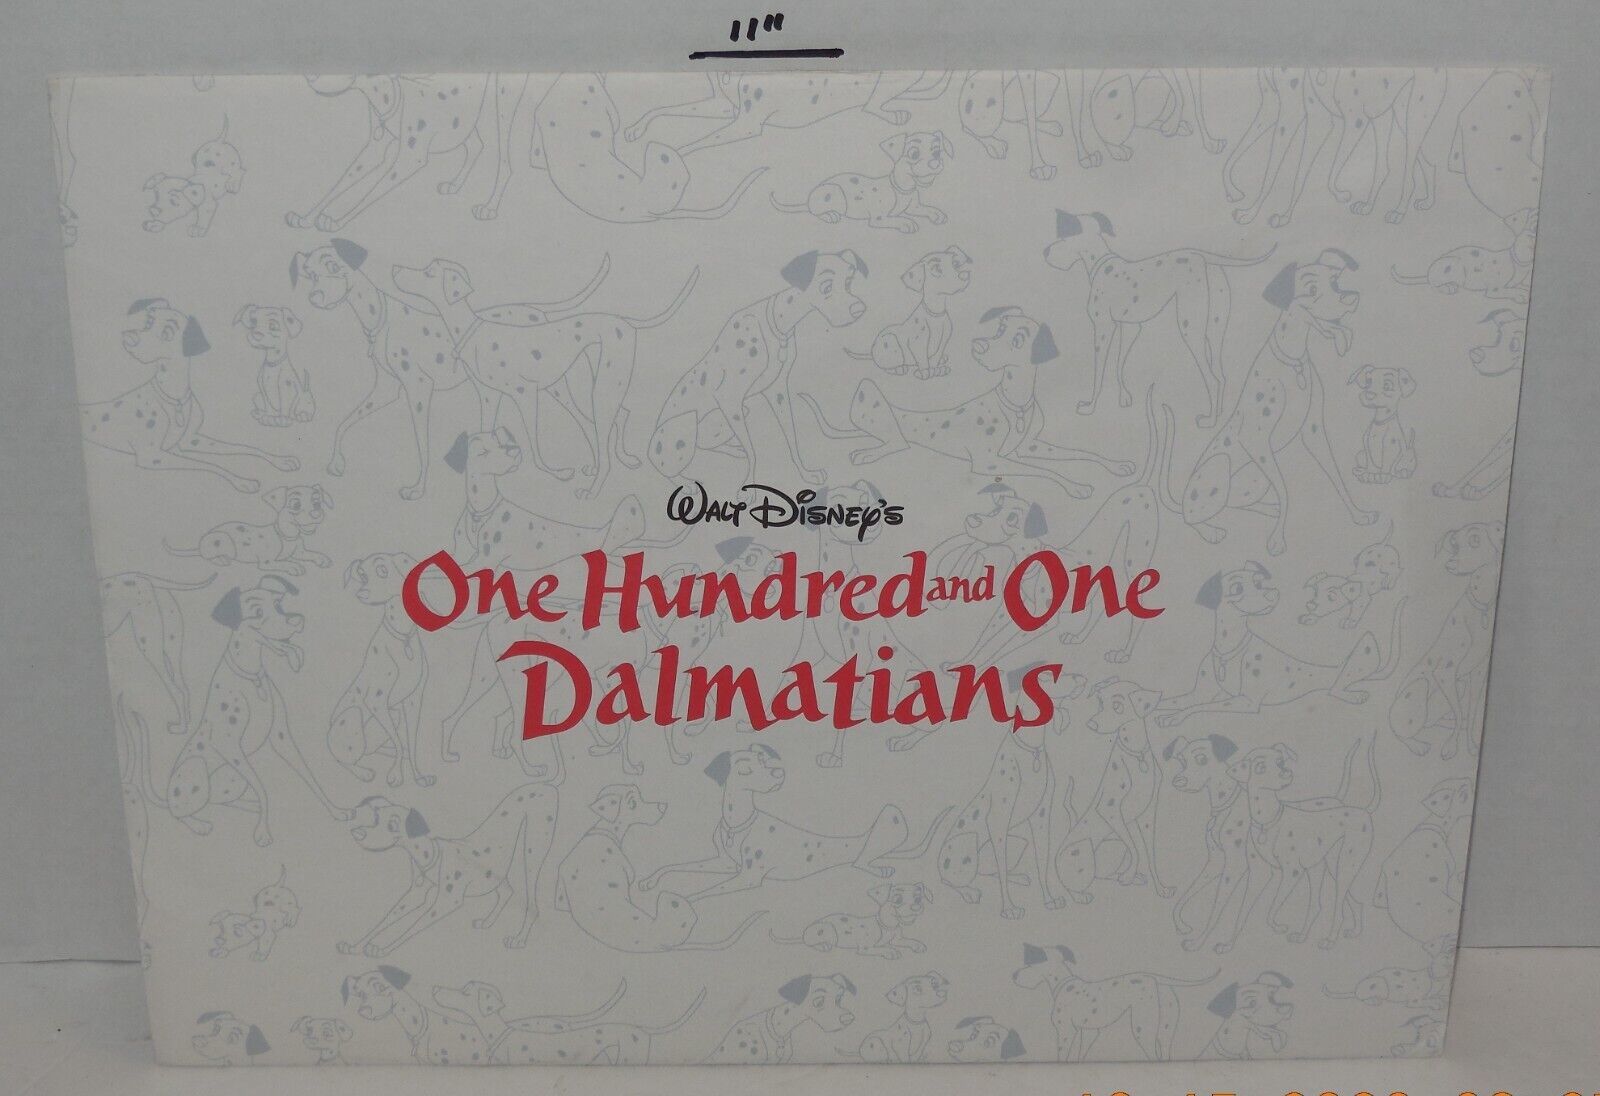 11"
Walt Disney's
One Hundred and One
Dalmatians